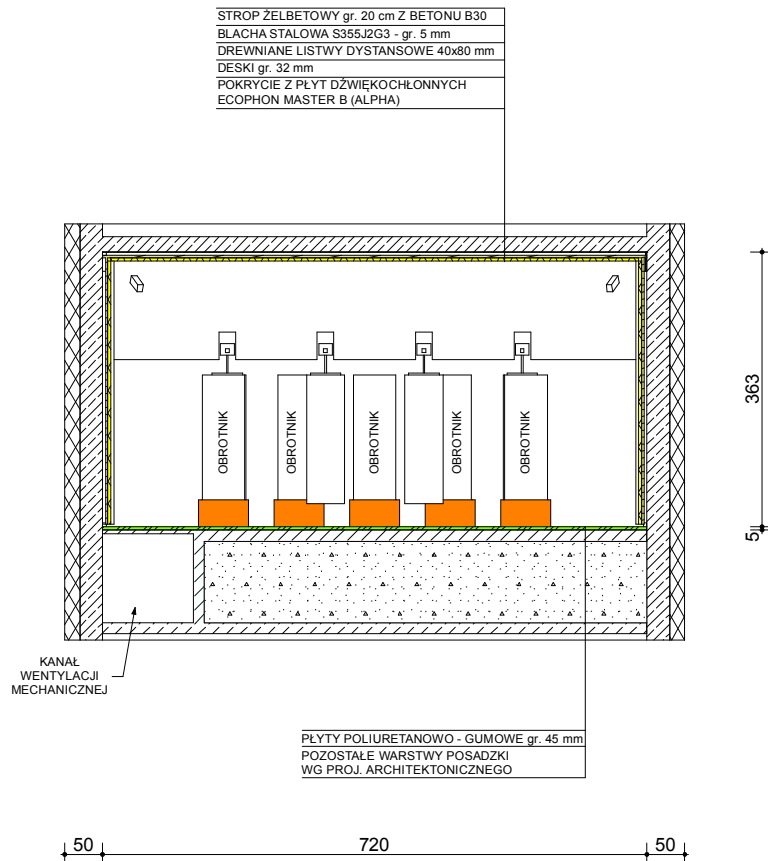 STROP ŻELBETOWY gr. 20 cm Z BETONU B30
BLACHA STALOWA S355J2G3 - gr. 5 mm
DREWNIANE LISTWY DYSTANSOWE 40x80 mm
DESKI gr. 32 mm
POKRYCIE Z PŁYT DŹWIĘKOCHŁONNYCH
ECOPHON MASTER B (ALPHA)
363
OBROTNIK
OBROTNIK
OBROTNIK
OBROTNIK
OBROTNIK
5
KANAŁ
WENTYLACJI
MECHANICZNEJ
PŁYTY POLIURETANOWO - GUMOWE gr. 45 mm
POZOSTAŁE WARSTWY POSADZKI
WG PROJ. ARCHITEKTONICZNEGO
50
720
50